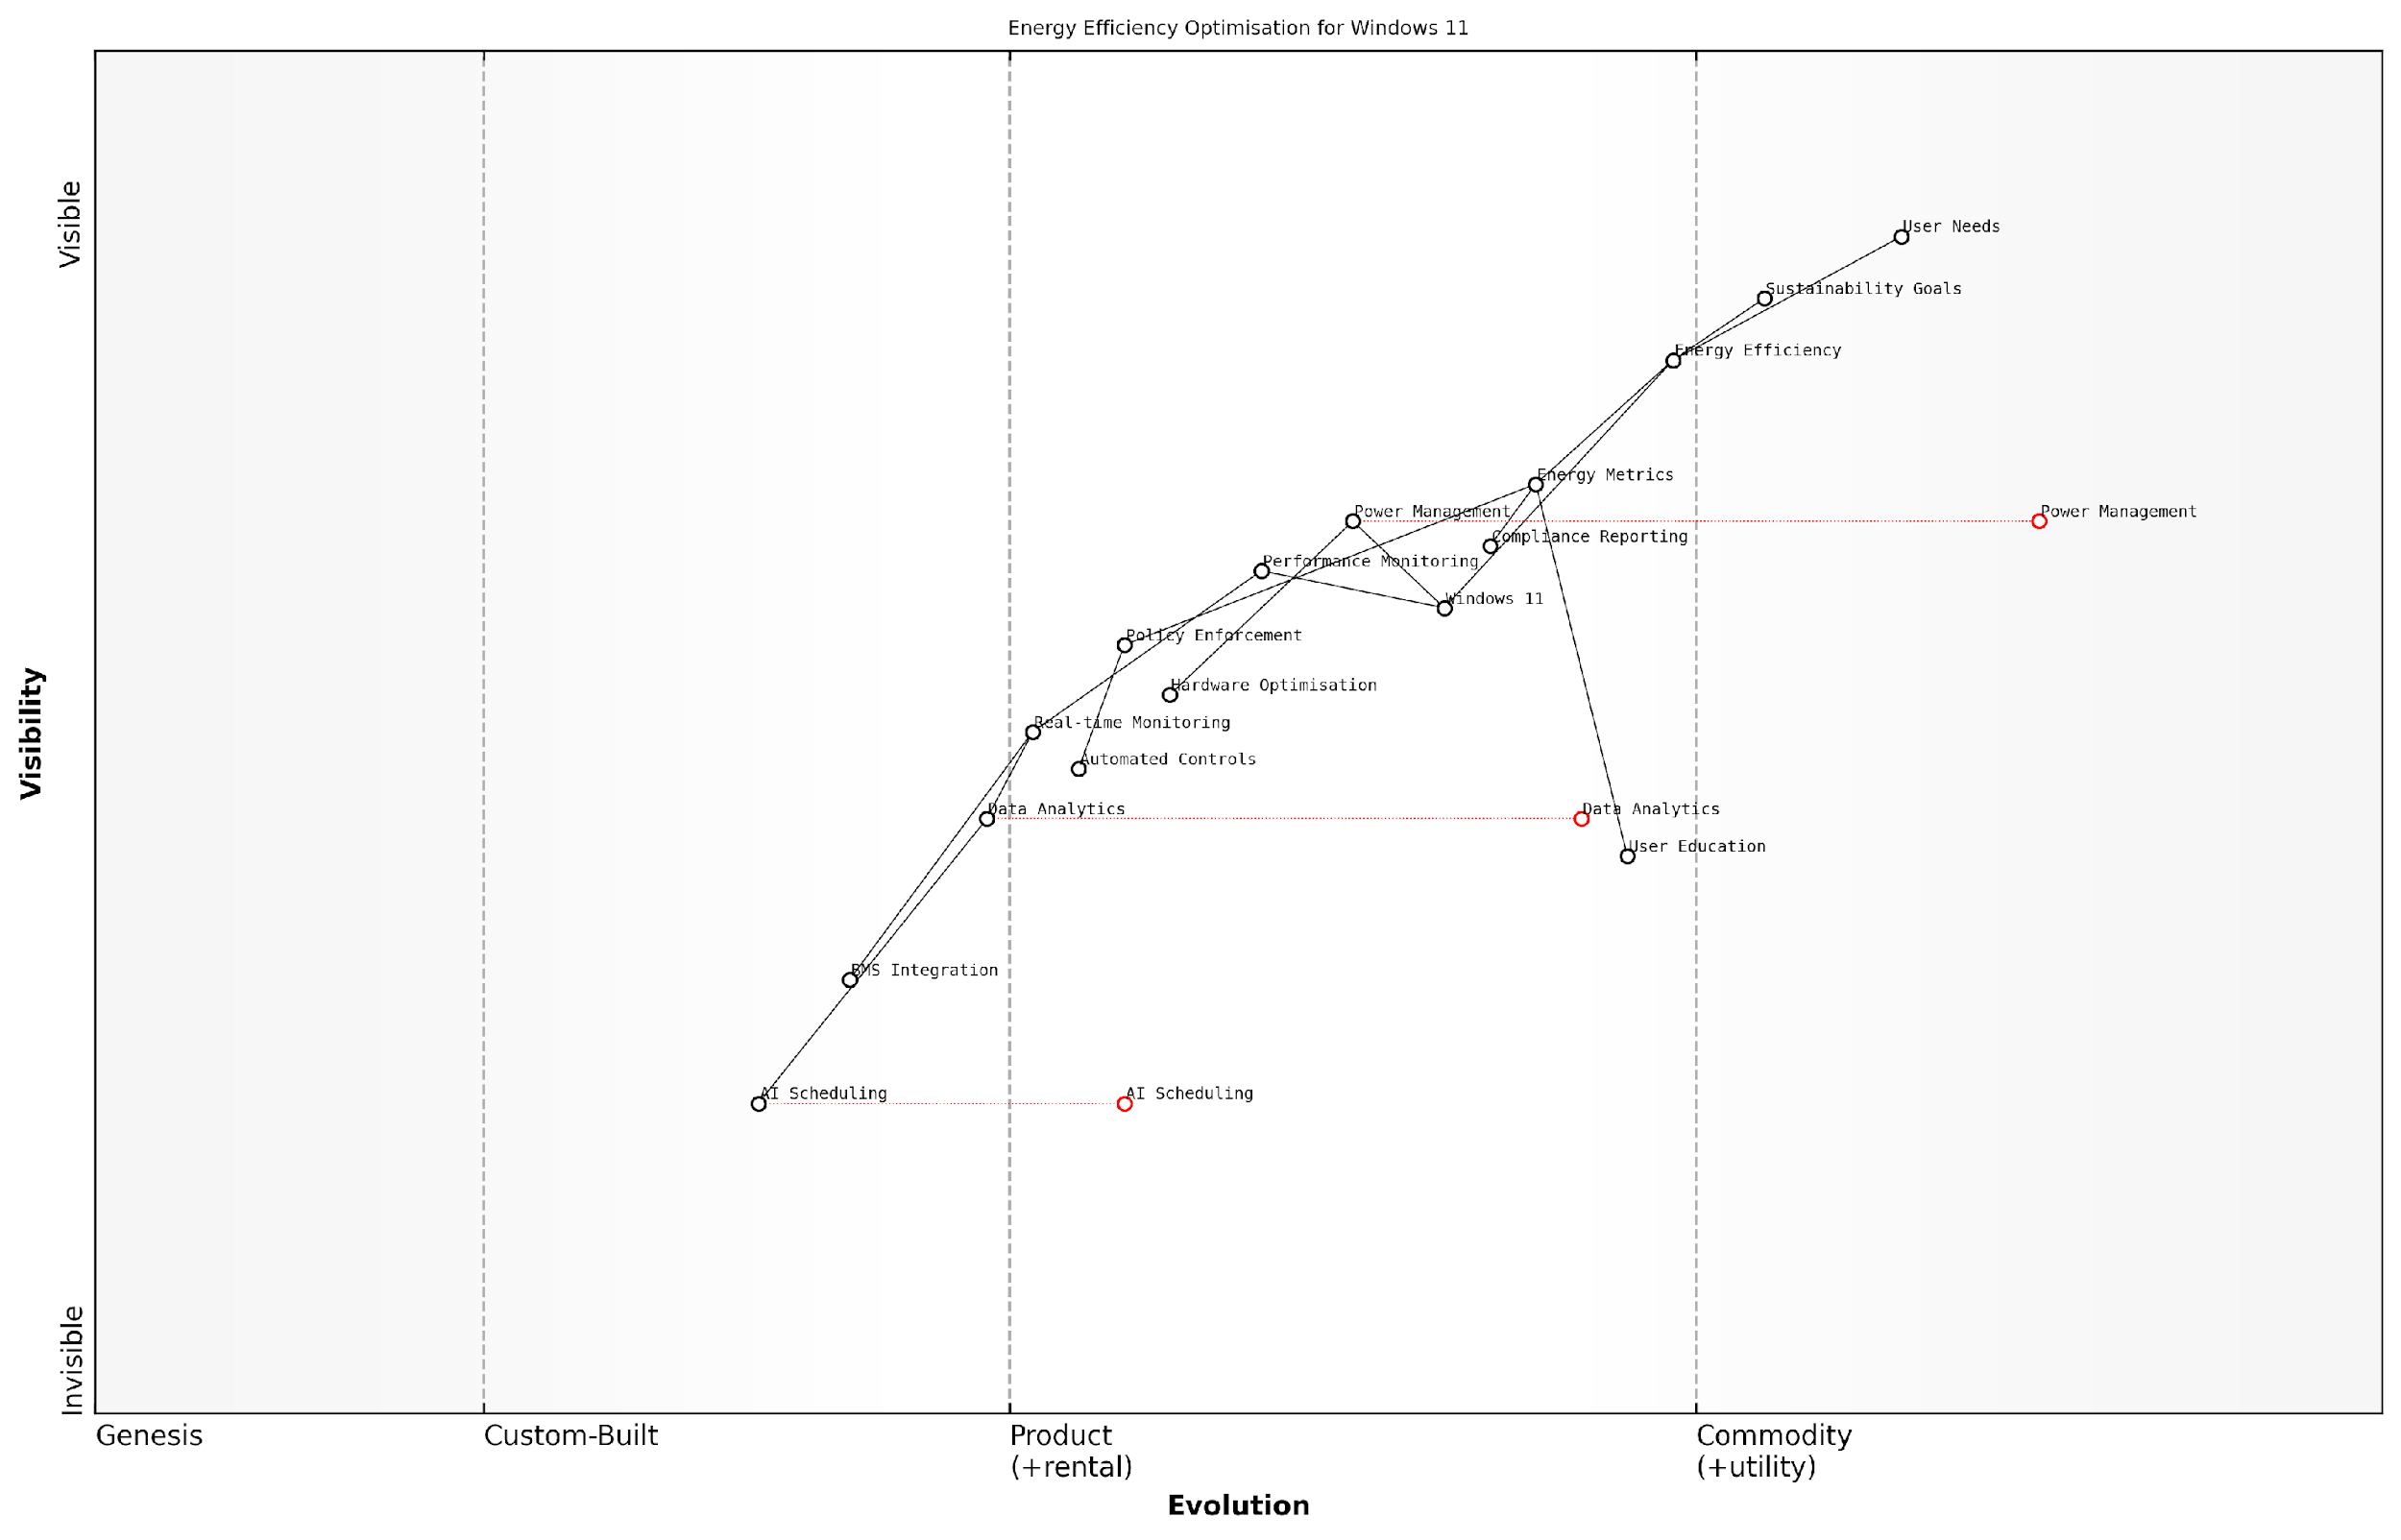 Energy Efficiency Optimisation for Windows 11
Visible
User Needs
Sustainability Goals
Energy Efficiency
Energy Metrics
Power Management
Power Management
Compliance Reporting
Performance Monitoring
Windows 11
Policy Enforcement
Hardware Optimisation
Real-time Monitoring
Automated Controls
Data Analytics
Data Analytics
User Education
BMS Integration
AI Scheduling
AI Scheduling
Visibility
Invisible
Genesis
Custom-Built
Product
(+rental)
Commodity
(+utility)
Evolution